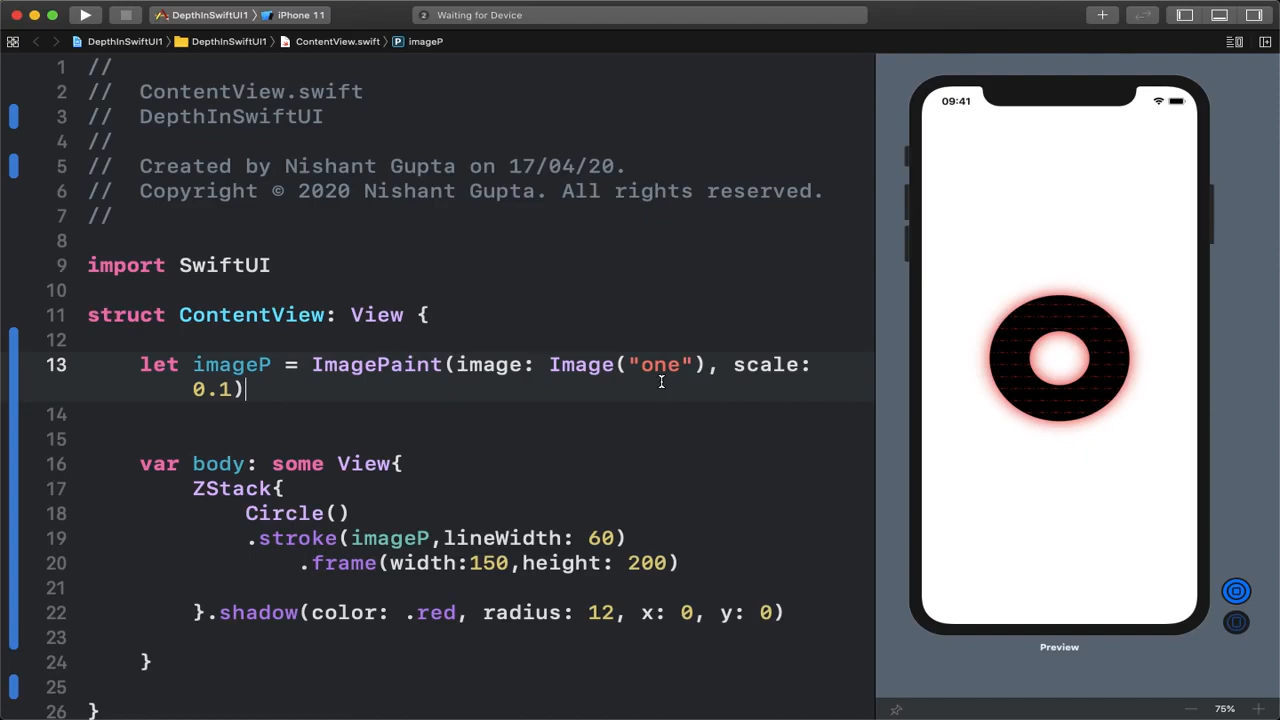 DepthInSwiftUI1 〉 iPhone 11
2 Waiting for Device
DepthInSwiftUI1 〉 DepthInSwiftUI1 〉 ContentView.swift 〉 P imageP
1 //
2 // ContentView.swift
3 // DepthInSwiftUI
4 //
5 // Created by Nishant Gupta on 17/04/20.
6 // Copyright © 2020 Nishant Gupta. All rights reserved.
7 //
8
9 import SwiftUI
10
11 struct ContentView: View {
12
13 let imageP = ImagePaint(image: Image("one"), scale:
0.1)
14
15
16 var body: some View{
17 ZStack{
18 Circle()
19 .stroke(imageP,lineWidth: 60)
20 .frame(width:150,height: 200)
21
22 }.shadow(color: .red, radius: 12, x: 0, y: 0)
23
24 }
25
26 }
09:41
Preview
75%